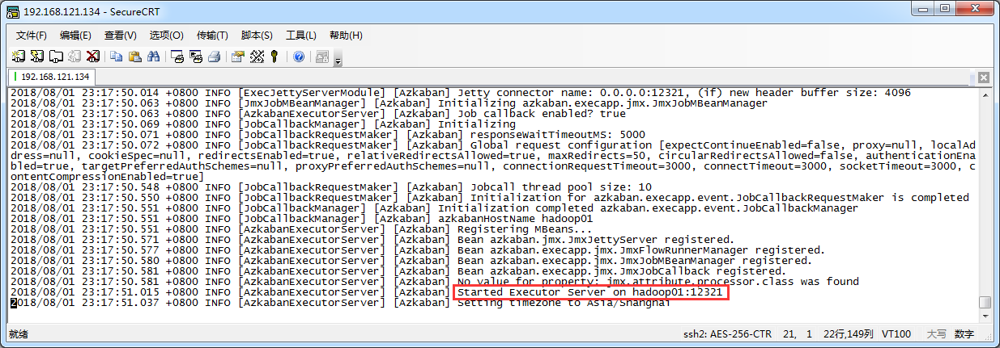 192.168.121.134 - SecureCRT
文件(F) 编辑(E) 查看(V) 选项(O) 传输(T) 脚本(S) 工具(L) 帮助(H)
192.168.121.134
2018/08/01 23:17:50.014 +0800 INFO [ExecJettyServerModule] [Azkaban] Jetty connector name: 0.0.0.0:12321, (if) new header buffer size: 4096
2018/08/01 23:17:50.063 +0800 INFO [JmxJobMBeanManager] [Azkaban] Initializing azkaban.execapp.jmx.JmxJobMBeanManager
2018/08/01 23:17:50.063 +0800 INFO [AzkabanExecutorServer] [Azkaban] Job callback enabled? true
2018/08/01 23:17:50.069 +0800 INFO [JobCallbackManager] [Azkaban] Initializing
2018/08/01 23:17:50.071 +0800 INFO [JobCallbackRequestMaker] [Azkaban] responseWaitTimeoutMS: 5000
2018/08/01 23:17:50.072 +0800 INFO [JobCallbackRequestMaker] [Azkaban] Global request configuration [expectContinueEnabled=false, proxy=null, localAd
dress=null, cookieSpec=null, redirectsEnabled=true, relativeRedirectsAllowed=true, maxRedirects=50, circularRedirectsAllowed=false, authenticationEna
bled=true, targetPreferredAuthSchemes=null, proxyPreferredAuthSchemes=null, connectionRequestTimeout=3000, connectTimeout=3000, socketTimeout=3000, c
ontentCompressionEnabled=true]
2018/08/01 23:17:50.548 +0800 INFO [JobCallbackRequestMaker] [Azkaban] Jobcall thread pool size: 10
2018/08/01 23:17:50.550 +0800 INFO [JobCallbackRequestMaker] [Azkaban] Initialization for azkaban.execapp.event.JobCallbackRequestMaker is completed
2018/08/01 23:17:50.551 +0800 INFO [JobCallbackManager] [Azkaban] Initialization completed azkaban.execapp.event.JobCallbackManager
2018/08/01 23:17:50.551 +0800 INFO [JobCallbackManager] [Azkaban] azkabanHostName hadoop01
2018/08/01 23:17:50.551 +0800 INFO [AzkabanExecutorServer] [Azkaban] Registering MBeans...
2018/08/01 23:17:50.571 +0800 INFO [AzkabanExecutorServer] [Azkaban] Bean azkaban.jmx.JmxJettyServer registered.
2018/08/01 23:17:50.577 +0800 INFO [AzkabanExecutorServer] [Azkaban] Bean azkaban.execapp.jmx.JmxFlowRunnerManager registered.
2018/08/01 23:17:50.580 +0800 INFO [AzkabanExecutorServer] [Azkaban] Bean azkaban.execapp.jmx.JmxJobMBeanManager registered.
2018/08/01 23:17:50.581 +0800 INFO [AzkabanExecutorServer] [Azkaban] Bean azkaban.execapp.jmx.JmxJobCallback registered.
2018/08/01 23:17:50.581 +0800 INFO [AzkabanExecutorServer] [Azkaban] No value for property: jmx.attribute.processor.class was found
2018/08/01 23:17:51.015 +0800 INFO [AzkabanExecutorServer] [Azkaban] Started Executor Server on hadoop01:12321
2018/08/01 23:17:51.037 +0800 INFO [AzkabanExecutorServer] [Azkaban] Setting timezone to Asia/Shanghai
就绪 ssh2: AES-256-CTR 21, 1 22行,149列 VT100 大写 数字